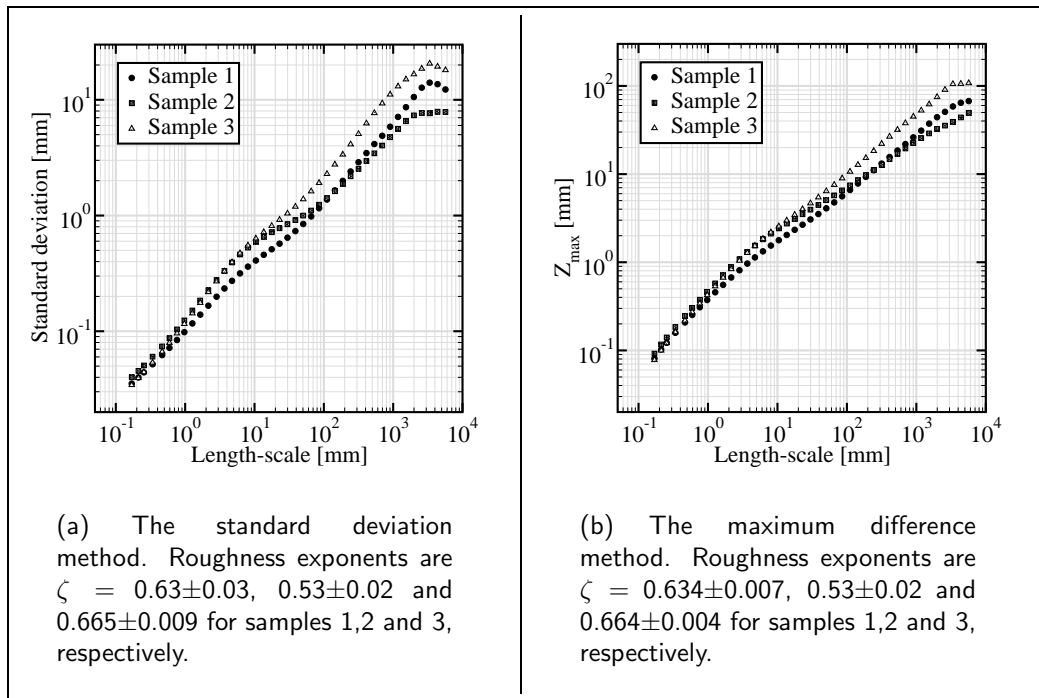 Sample 1
Sample 2
Sample 3
Standard deviation [mm]
10^1
10^0
10^-1
10^-1 10^0 10^1 10^2 10^3 10^4
Length-scale [mm]
(a) The standard deviation
method. Roughness exponents are
ζ = 0.63±0.03, 0.53±0.02 and
0.665±0.009 for samples 1,2 and 3,
respectively.
Sample 1
Sample 2
Sample 3
Z_max [mm]
10^2
10^1
10^0
10^-1
10^-1 10^0 10^1 10^2 10^3 10^4
Length-scale [mm]
(b) The maximum difference
method. Roughness exponents are
ζ = 0.634±0.007, 0.53±0.02 and
0.664±0.004 for samples 1,2 and 3,
respectively.